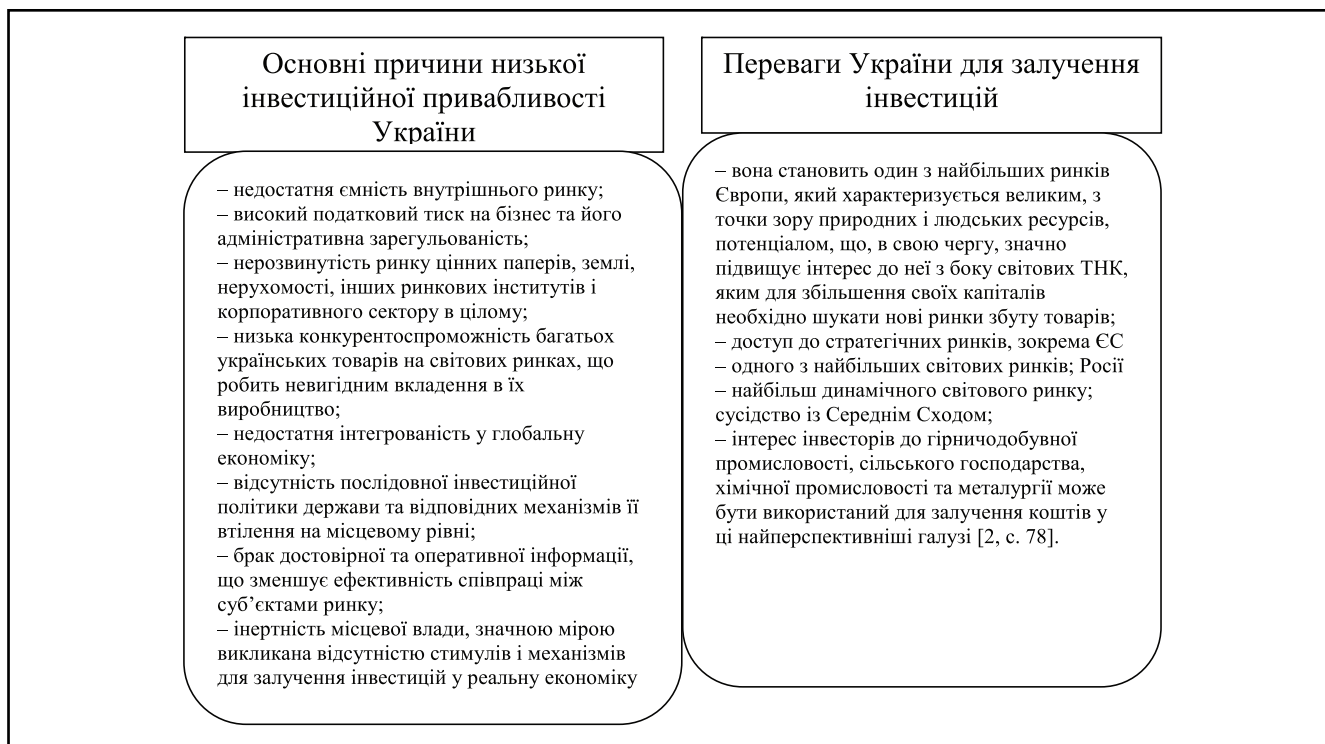 Основні причини низької
інвестиційної привабливості
України
– недостатня ємність внутрішнього ринку;
– високий податковий тиск на бізнес та його
адміністративна зарегульованість;
– нерозвинутість ринку цінних паперів, землі,
нерухомості, інших ринкових інститутів і
корпоративного сектору в цілому;
– низька конкурентоспроможність багатьох
українських товарів на світових ринках, що
робить невигідним вкладення в їх
виробництво;
– недостатня інтегрованість у глобальну
економіку;
– відсутність послідовної інвестиційної
політики держави та відповідних механізмів її
втілення на місцевому рівні;
– брак достовірної та оперативної інформації,
що зменшує ефективність співпраці між
суб’єктами ринку;
– інертність місцевої влади, значною мірою
викликана відсутністю стимулів і механізмів
для залучення інвестицій у реальну економіку
Переваги України для залучення
інвестицій
– вона становить один з найбільших ринків
Європи, який характеризується великим, з
точки зору природних і людських ресурсів,
потенціалом, що, в свою чергу, значно
підвищує інтерес до неї з боку світових ТНК,
яким для збільшення своїх капіталів
необхідно шукати нові ринки збуту товарів;
– доступ до стратегічних ринків, зокрема ЄС
– одного з найбільших світових ринків; Росії
– найбільш динамічного світового ринку;
сусідство із Середнім Сходом;
– інтерес інвесторів до гірничодобувної
промисловості, сільського господарства,
хімічної промисловості та металургії може
бути використаний для залучення коштів у
ці найперспективніші галузі [2, с. 78].